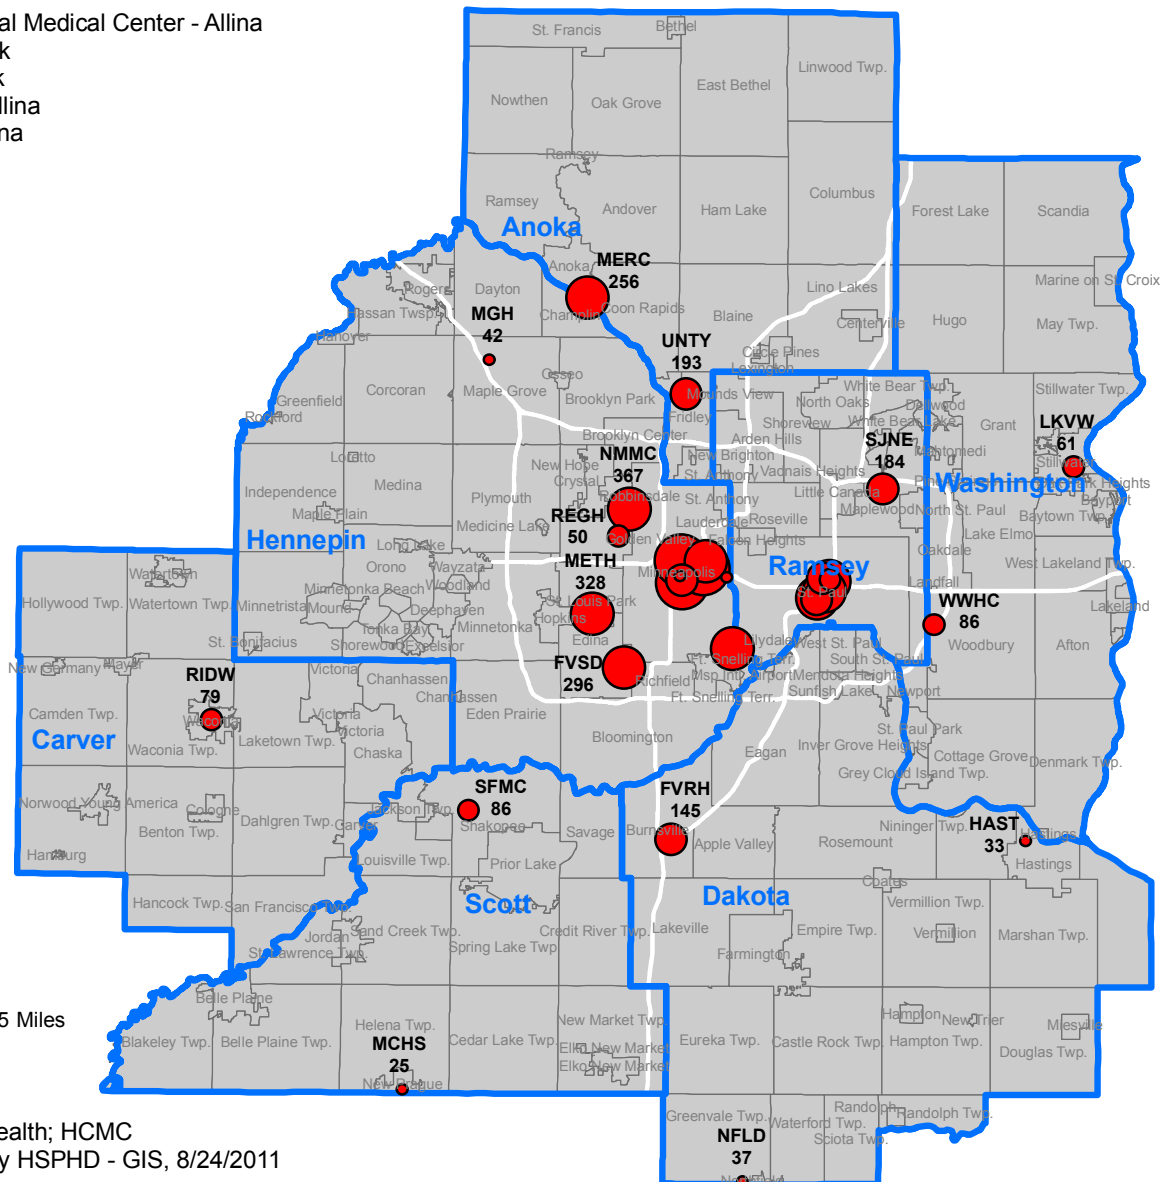 al Medical Center - Allina
k
k
llina
na
St. Francis
Bethel
Linwood Twp.
East Bethel
Nowthen
Oak Grove
Ramsey
Ramsey
Andover
Ham Lake
Columbus
Forest Lake
Scandia
Anoka
Anoka
MERC
256
Rogers
Dayton
Champlin
Coon Rapids
Lino Lakes
Marine on St. Croix
Hassan Twsp.
MGH
42
Blaine
Centerville
Hugo
May Twp.
Hanover
UNTY
193
Circle Pines
Lexington
Osseo
Corcoran
Maple Grove
Brooklyn Park
Mounds View
North Oaks
White Bear Twp.
Dellwood
Stillwater Twp.
Greenfield
Rockford
Fridley
Shoreview
White Bear Lake
Grant
LKVW
61
Brooklyn Center
Arden Hills
SJNE
184
Mahtomedi
Loretto
NMMC
367
New Brighton
St. Anthony
Vadnais Heights
Stillwater
New Hope
Crystal
Robbinsdale
St. Anthony
Little Canada
Washington
Independence
Medina
Plymouth
Maplewood
North St. Paul
Bayport
Baytown Twp.
Maple Plain
REGH
50
Medicine Lake
Lauderdale
Roseville
Lake Elmo
Hennepin
Golden Valley
Falcon Heights
Oakdale
Long Lake
METH
328
Minneapolis
Ramsey
West Lakeland Twp.
Watertown
Orono
Wayzata
Woodland
Landfall
Hollywood Twp.
Watertown Twp.
Minnetrista
Minnetonka Beach
Mound
Deephaven
St. Louis Park
Hopkins
St. Paul
WWHC
86
Lakeland
St. Bonifacius
Tonka Bay
Shorewood
Excelsior
Minnetonka
Edina
Lilydale
West St. Paul
Woodbury
Afton
New Germany
Mayer
RIDW
79
Victoria
Chanhassen
FVSD
296
Richfield
Ft. Snelling Terr.
Msp Intl. Airport
Mendota Heights
South St. Paul
Chanhassen
Ft. Snelling Terr.
Sunfish Lake
Newport
Camden Twp.
Waconia
Victoria
Victoria
Eden Prairie
Carver
Waconia Twp.
Laketown Twp.
Chaska
Bloomington
Eagan
Inver Grove Heights
St. Paul Park
Cottage Grove
Denmark Twp.
Grey Cloud Island Twp.
Norwood Young America
Cologne
Jackson Twp.
SFMC
86
FVRH
145
Benton Twp.
Dahlgren Twp.
Carver
Shakopee
Savage
Burnsville
Apple Valley
Rosemount
Nininger Twp.
HAST
33
Hastings
Hamburg
Louisville Twp.
Prior Lake
Hastings
Coates
Hancock Twp.
San Francisco Twp.
Scott
Dakota
Vermillion Twp.
Jordan
Sand Creek Twp.
Credit River Twp.
Lakeville
Empire Twp.
Vermillion
Marshan Twp.
St. Lawrence Twp.
Spring Lake Twp.
Farmington
Belle Plaine
5 Miles
Helena Twp.
New Market Twp.
Hampton
New Trier
Miesville
Blakeley Twp.
Belle Plaine Twp.
MCHS
25
Cedar Lake Twp.
Elko New Market
Elko New Market
Eureka Twp.
Castle Rock Twp.
Hampton Twp.
Douglas Twp.
New Prague
Greenvale Twp.
Waterford Twp.
Randolph
Randolph Twp.
Sciota Twp.
NFLD
37
Northfield
ealth; HCMC
y HSPHD - GIS, 8/24/2011